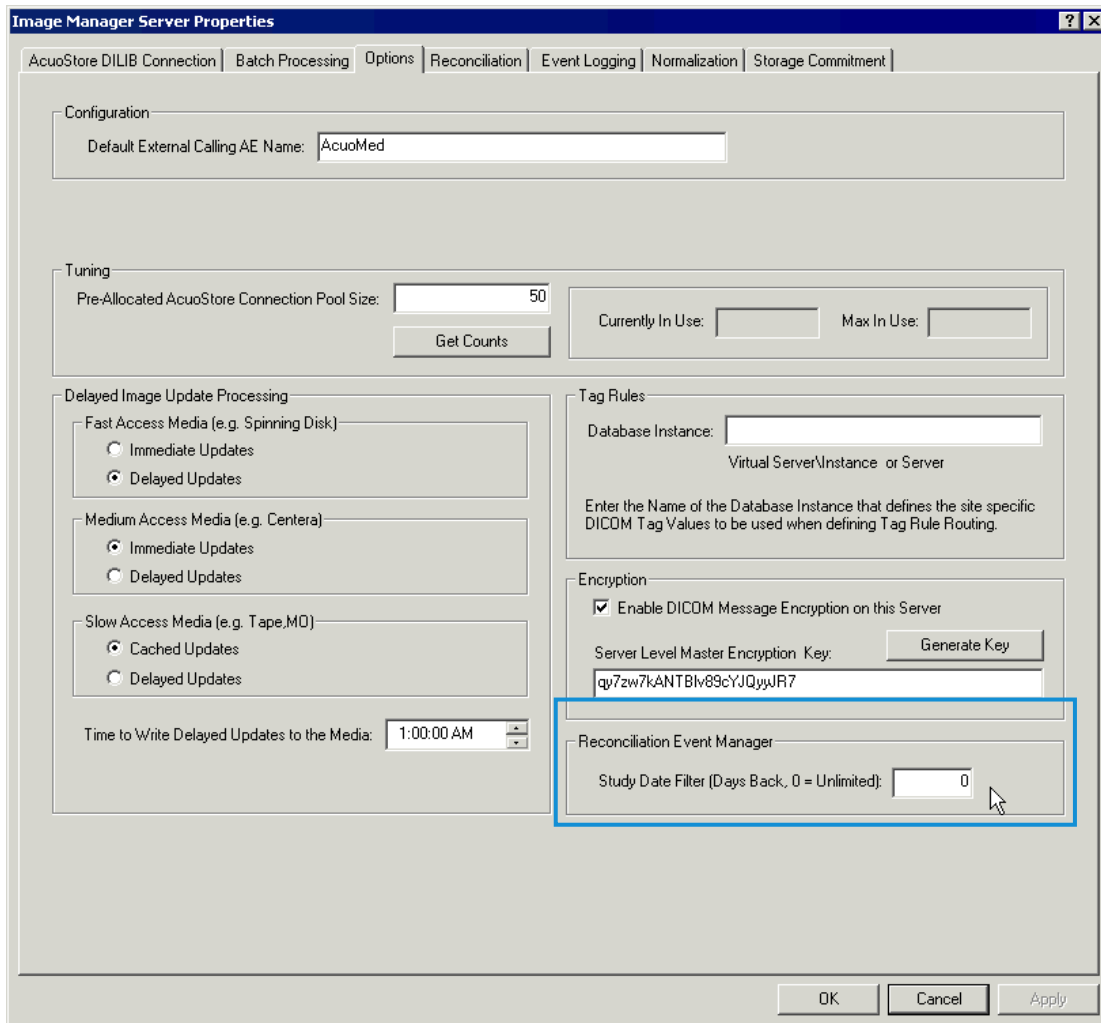 Image Manager Server Properties
? X
AcuoStore DILIB Connection Batch Processing Options Reconciliation Event Logging Normalization Storage Commitment
Configuration
Default External Calling AE Name: AcuoMed
Tuning
Pre-Allocated AcuoStore Connection Pool Size: 50
Get Counts
Currently In Use: Max In Use:
Delayed Image Update Processing
Fast Access Media (e.g. Spinning Disk)
Immediate Updates
Delayed Updates
Medium Access Media (e.g. Centera)
Immediate Updates
Delayed Updates
Slow Access Media (e.g. Tape,MO)
Cached Updates
Delayed Updates
Time to Write Delayed Updates to the Media: 1:00:00 AM
Tag Rules
Database Instance:
Virtual Server\Instance or Server
Enter the Name of the Database Instance that defines the site specific
DICOM Tag Values to be used when defining Tag Rule Routing.
Encryption
Enable DICOM Message Encryption on this Server
Server Level Master Encryption Key:
Generate Key
qy7zw7kANTBlv89cYJQyyJR7
Reconciliation Event Manager
Study Date Filter (Days Back, 0 = Unlimited): 0
OK Cancel Apply